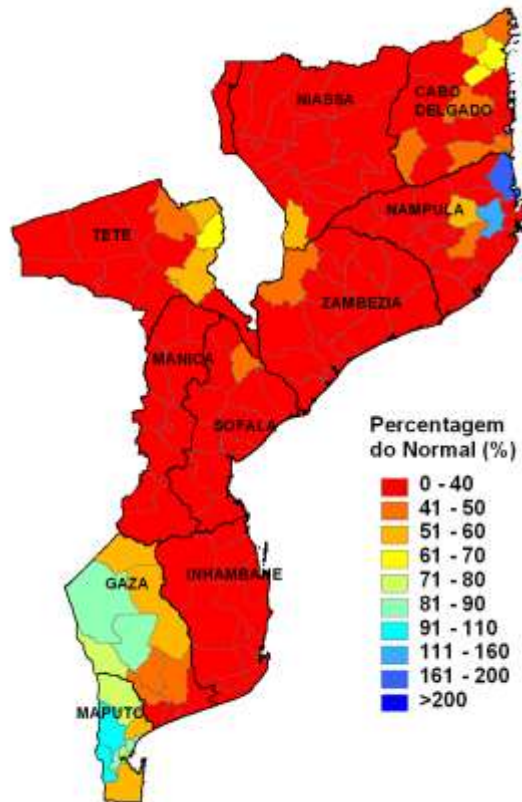 NIASSA
CABO
DELGADO
NAMPULA
TETE
ZAMBEZIA
MANICA
SOFALA
GAZA
INHAMBANE
MAPUTO
Percentagem
do Normal (%)
0 - 40
41 - 50
51 - 60
61 - 70
71 - 80
81 - 90
91 - 110
111 - 160
161 - 200
>200